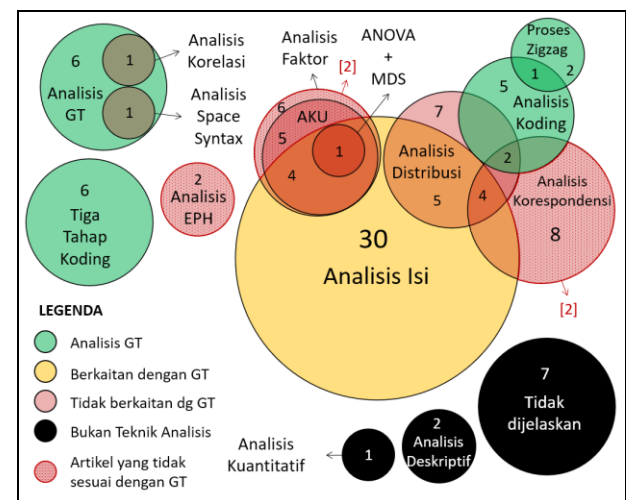 6
Analisis
GT
1
1
Analisis
Korelasi
Analisis
Space
Syntax
Analisis
Faktor
[2]
ANOVA
+
MDS
6
AKU
5
1
4
7
Analisis
Distribusi
5
2
4
Proses
Zigzag
1
2
5
Analisis
Koding
Analisis
Korespondensi
8
[2]
6
Tiga
Tahap
Koding
2
Analisis
EPH
30
Analisis Isi
LEGENDA
Analisis GT
Berkaitan dengan GT
Tidak berkaitan dg GT
Bukan Teknik Analisis
Artikel yang tidak
sesuai dengan GT
Analisis
Kuantitatif
1
2
Analisis
Deskriptif
7
Tidak
dijelaskan